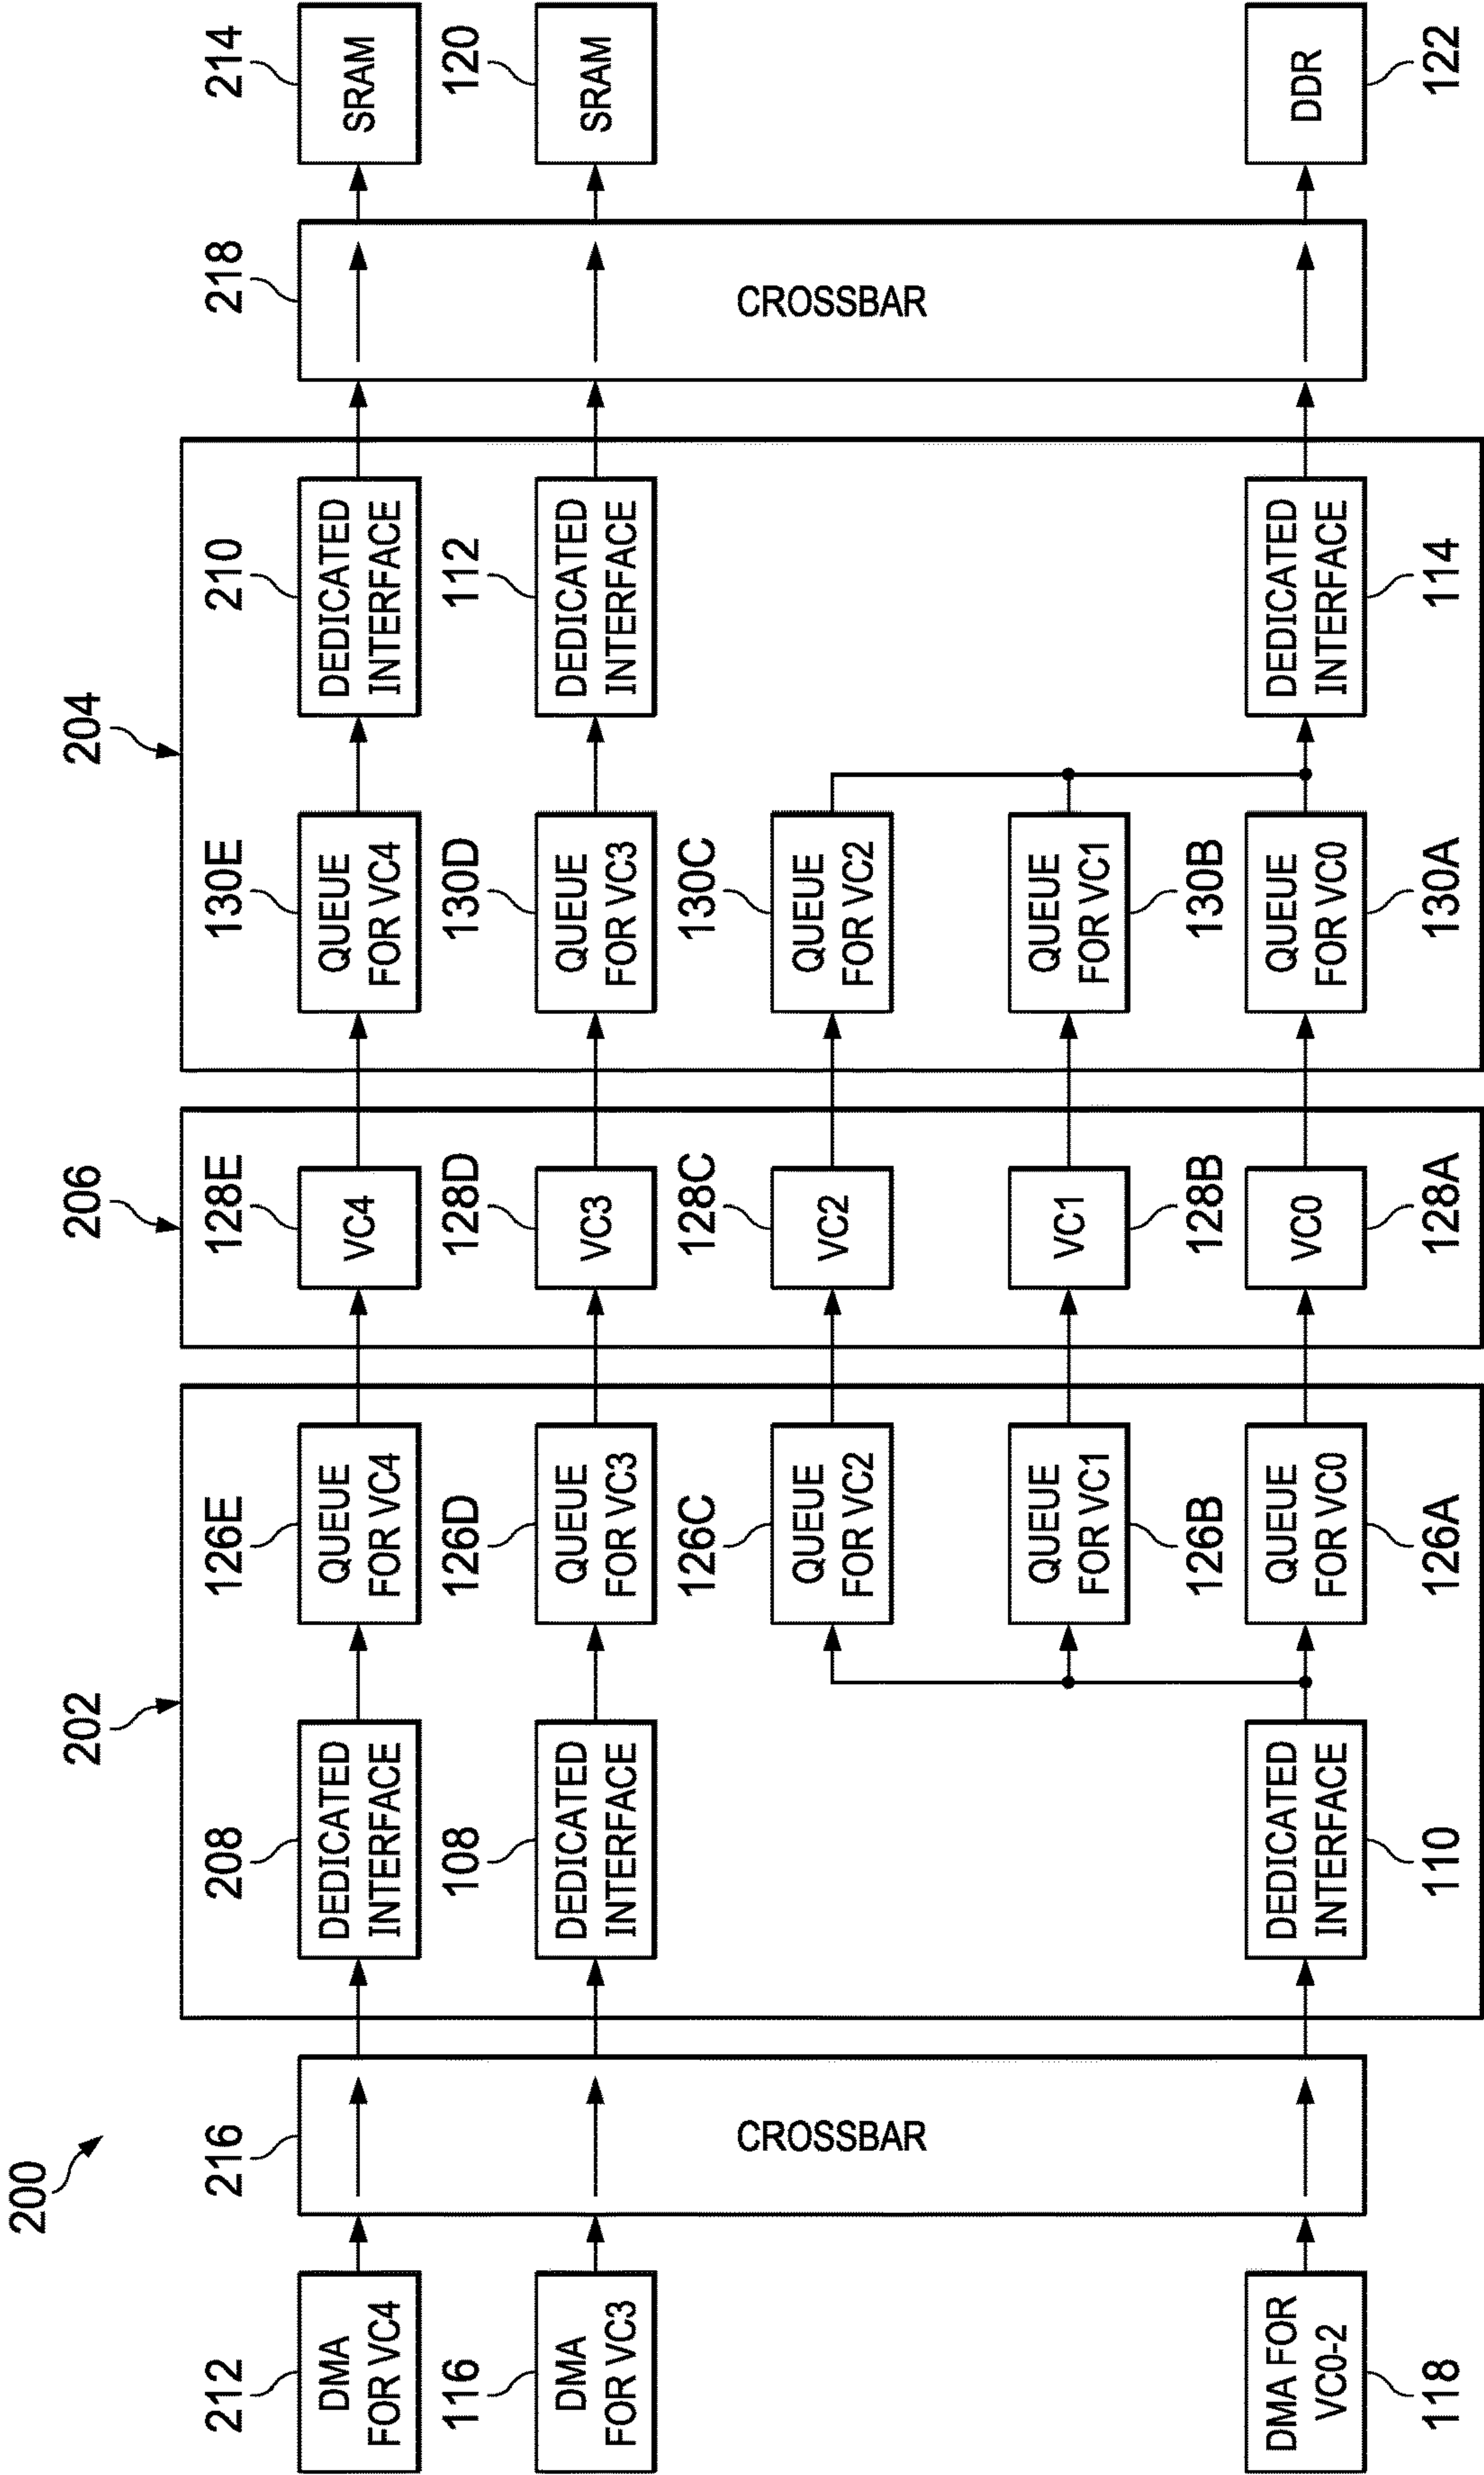 200
212
DMA
FOR VC4
116
DMA
FOR VC3
DMA FOR
VC0-2
118
216
CROSSBAR
202
208
DEDICATED
INTERFACE
108
DEDICATED
INTERFACE
DEDICATED
INTERFACE
110
126E
QUEUE
FOR VC4
126D
QUEUE
FOR VC3
126C
QUEUE
FOR VC2
QUEUE
FOR VC1
126B
QUEUE
FOR VC0
126A
206
128E
VC4
128D
VC3
128C
VC2
VC1
128B
VC0
128A
204
130E
QUEUE
FOR VC4
130D
QUEUE
FOR VC3
130C
QUEUE
FOR VC2
QUEUE
FOR VC1
130B
QUEUE
FOR VC0
130A
210
DEDICATED
INTERFACE
112
DEDICATED
INTERFACE
DEDICATED
INTERFACE
114
218
CROSSBAR
214
SRAM
120
SRAM
DDR
122